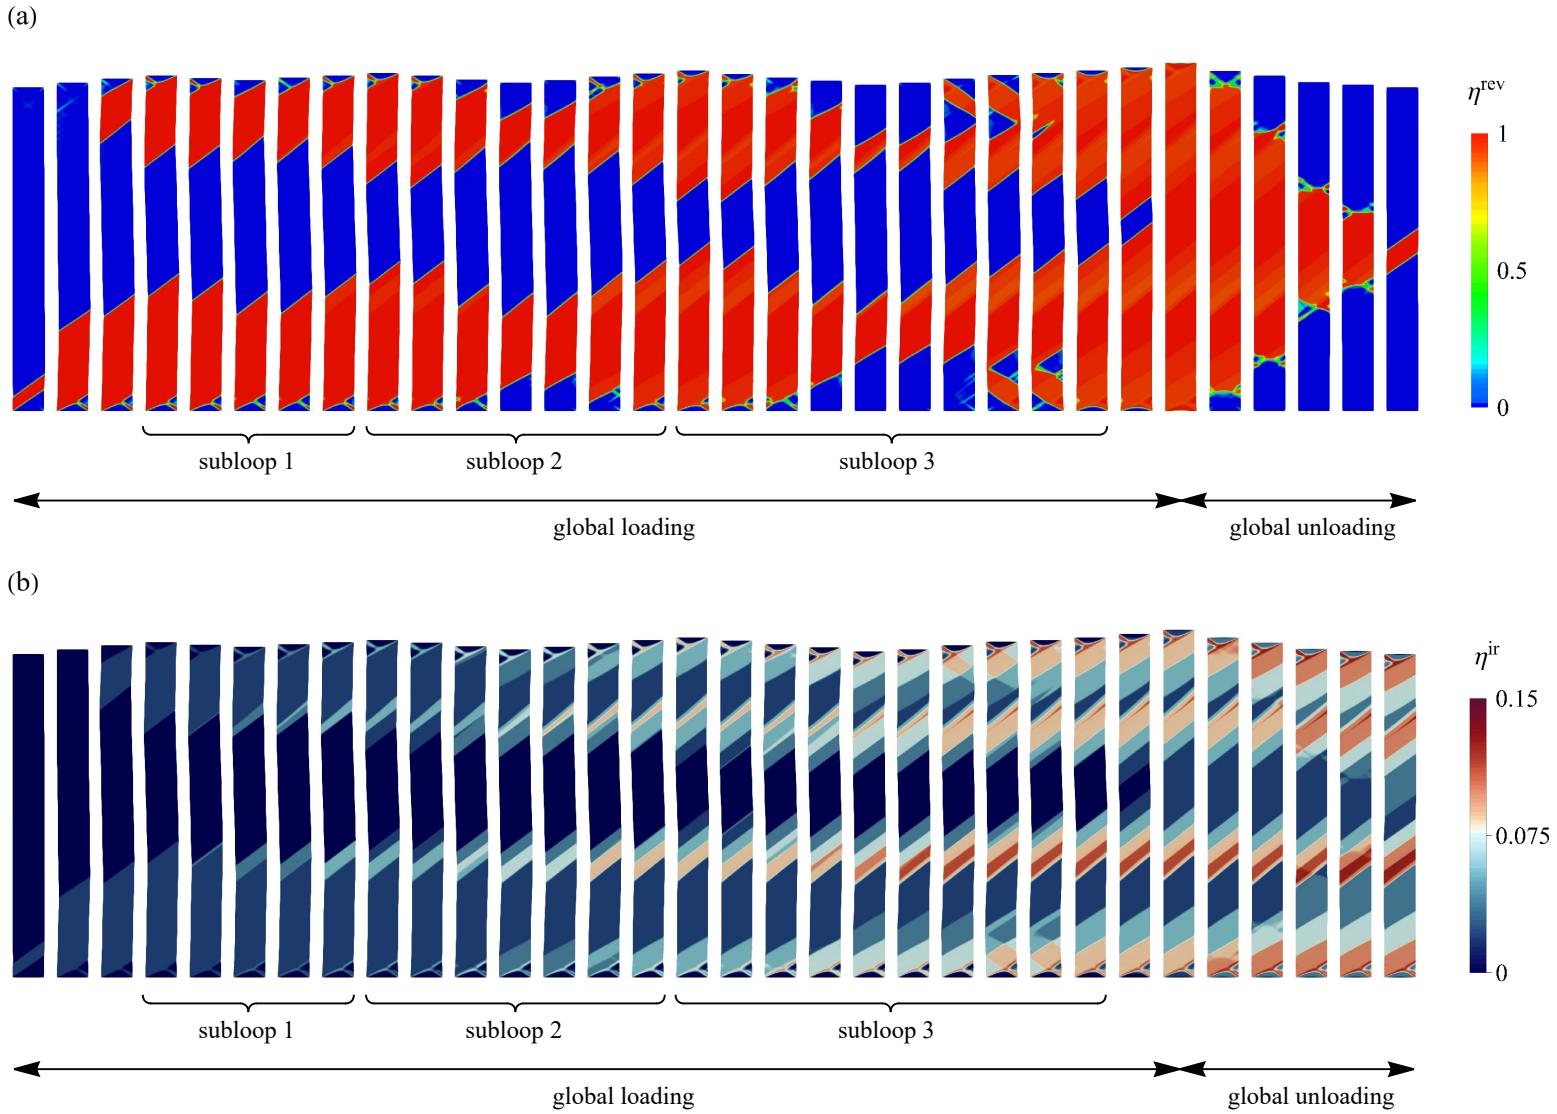 (a)
η^rev
1
0.5
0
subloop 1
subloop 2
subloop 3
global loading
global unloading
(b)
η^ir
0.15
0.075
0
subloop 1
subloop 2
subloop 3
global loading
global unloading